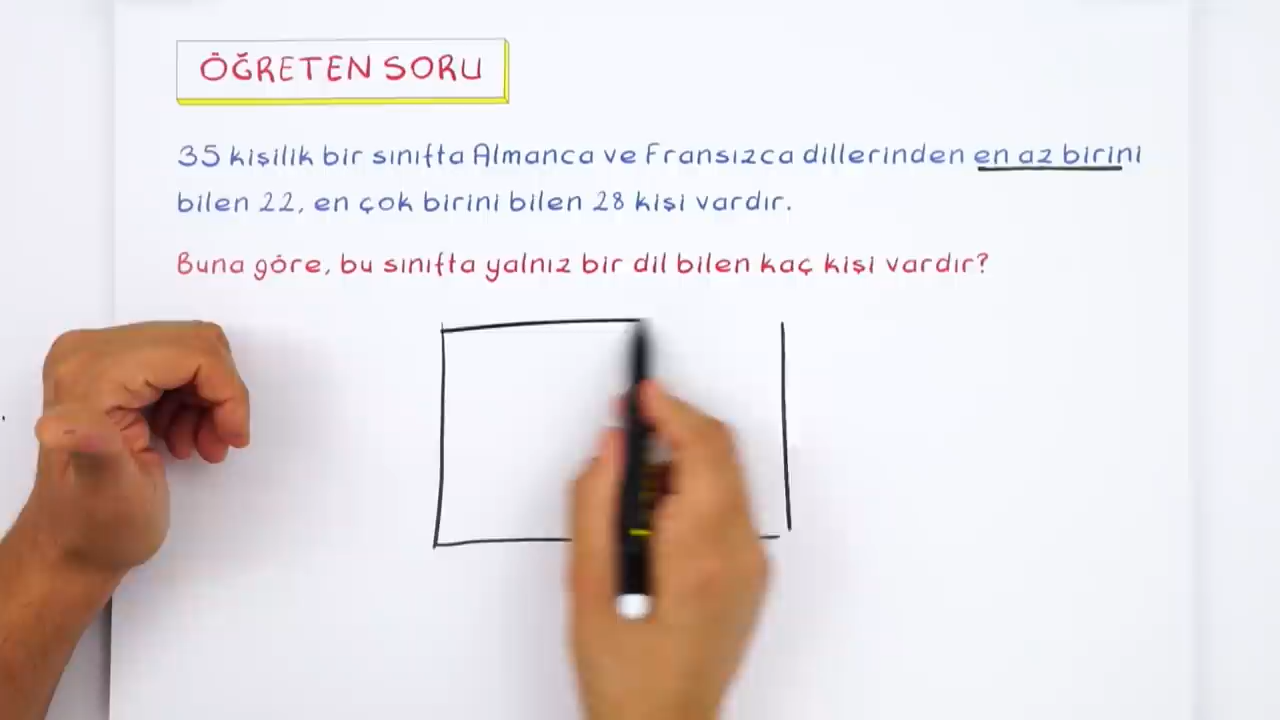 ÖĞRETEN SORU
35 kişilik bir sınıfta Almanca ve Fransızca dillerinden en az birini
bilen 22, en çok birini bilen 28 kişi vardır.
Buna göre, bu sınıfta yalnız bir dil bilen kaç kişi vardır?